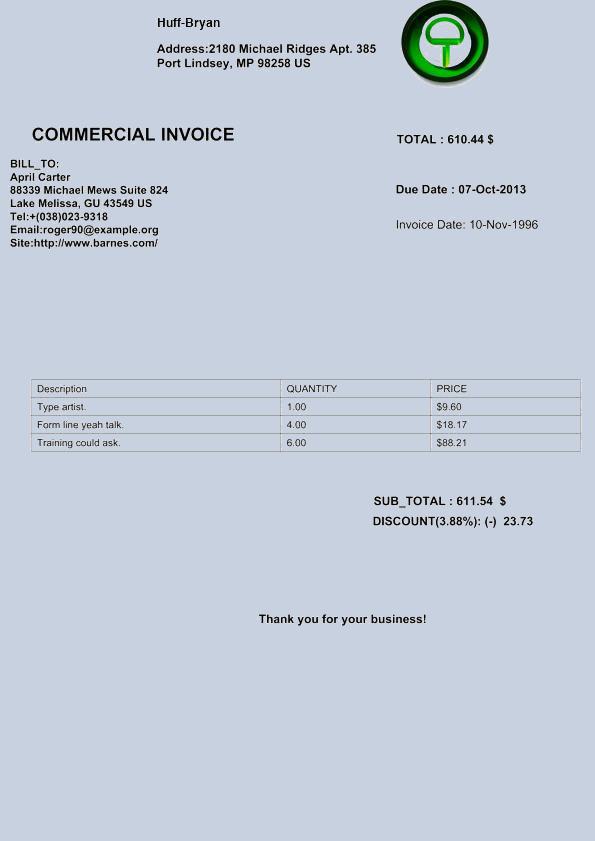 Huff-Bryan
Address:2180 Michael Ridges Apt. 385
Port Lindsey, MP 98258 US
COMMERCIAL INVOICE
TOTAL : 610.44 $
BILL_TO:
April Carter
88339 Michael Mews Suite 824
Lake Melissa, GU 43549 US
Tel:+(038)023-9318
Email:roger90@example.org
Site:http://www.barnes.com/
Due Date : 07-Oct-2013
Invoice Date: 10-Nov-1996
Description QUANTITY PRICE
Type artist. 1.00 $9.60
Form line yeah talk. 4.00 $18.17
Training could ask. 6.00 $88.21
SUB_TOTAL : 611.54 $
DISCOUNT(3.88%): (-) 23.73
Thank you for your business!